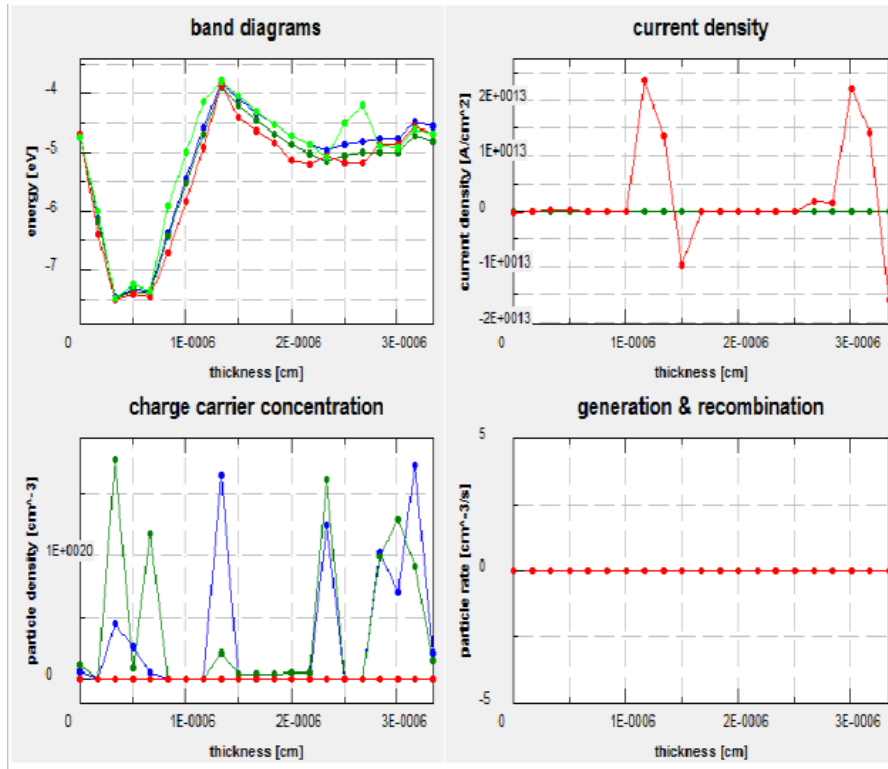 band diagrams
energy [eV]
-4
-5
-6
-7
0
1E-0006
2E-0006
3E-0006
thickness [cm]
current density
current density [A/cm^2]
2E+0013
1E+0013
0
-1E+0013
-2E+0013
0
1E-0006
2E-0006
3E-0006
thickness [cm]
charge carrier concentration
particle density [cm^-3]
1E+0020
0
0
1E-0006
2E-0006
3E-0006
thickness [cm]
generation & recombination
particle rate [cm^-3/s]
5
0
-5
0
1E-0006
2E-0006
3E-0006
thickness [cm]